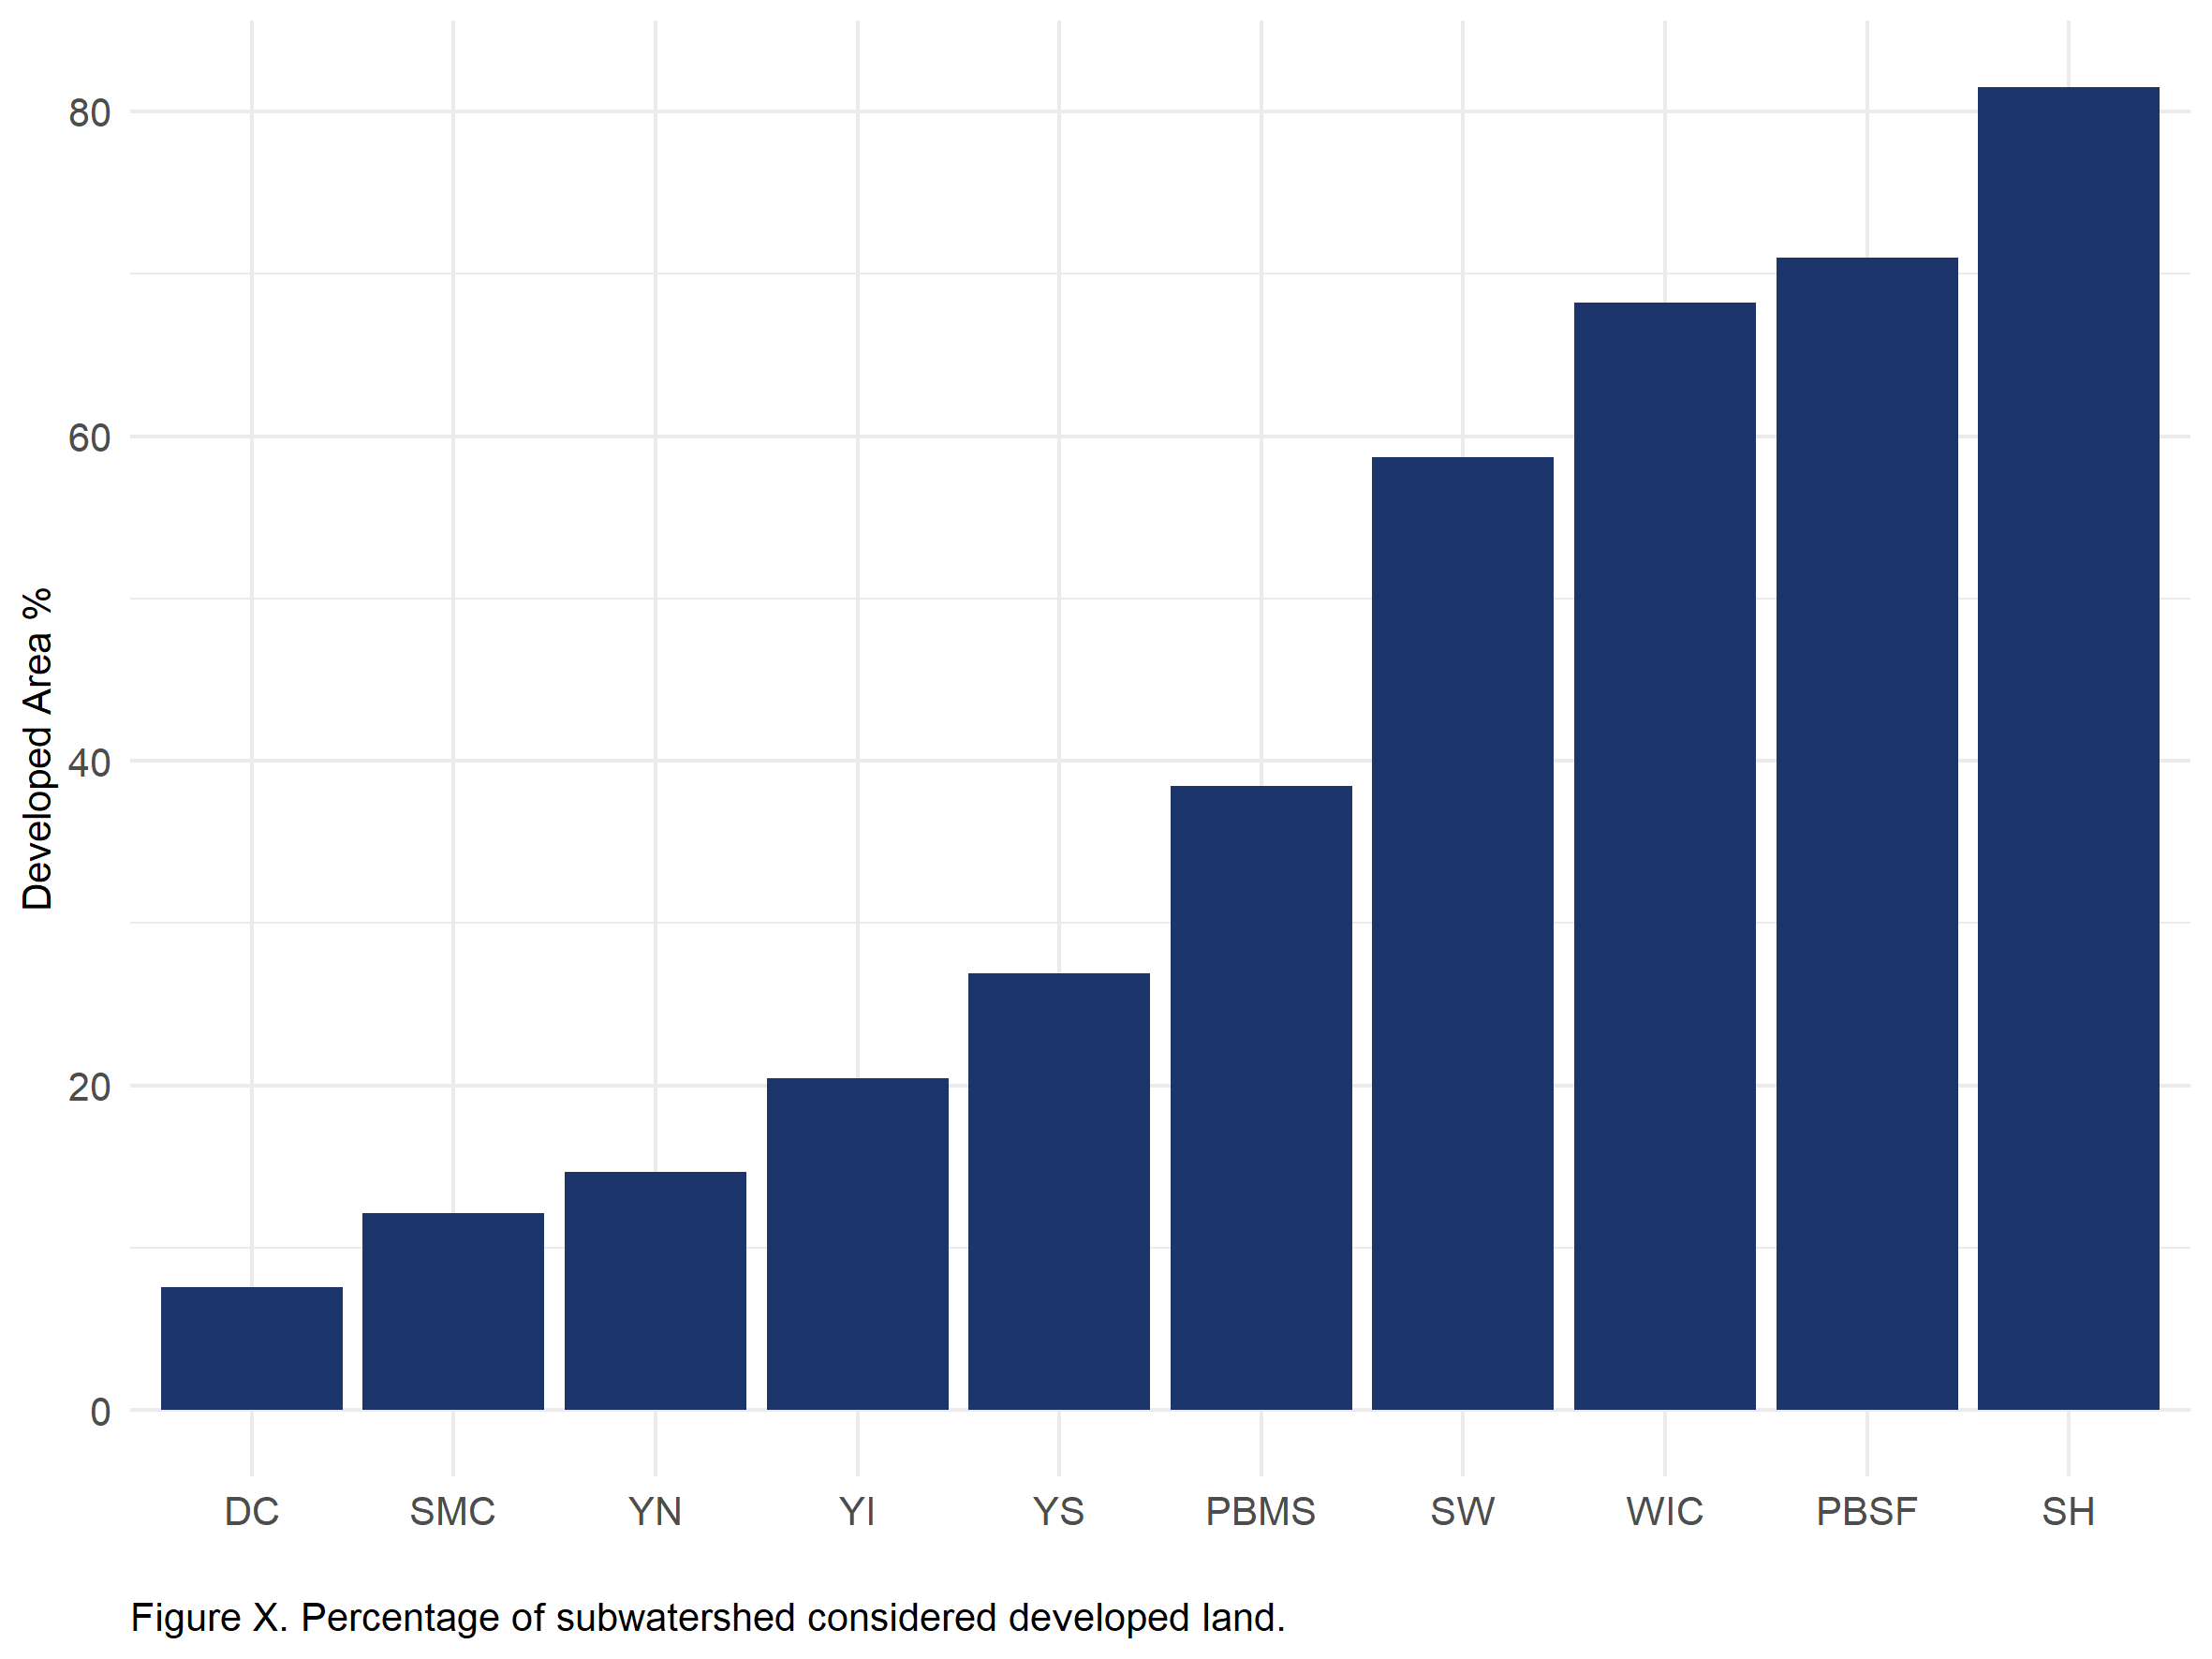 80
60
40
20
0
Developed Area %
DC SMC YN YI YS PBMS SW WIC PBSF SH
Figure X. Percentage of subwatershed considered developed land.